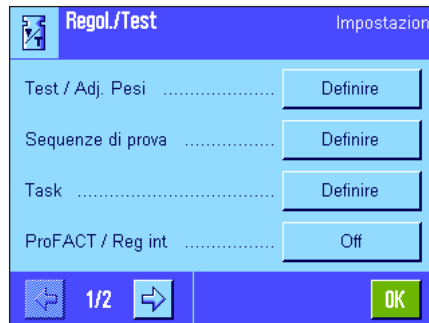 Regol./Test Impostazion
Test / Adj. Pesi ..................... Definire
Sequenze di prova ................. Definire
Task ..................................... Definire
ProFACT / Reg int ................. Off
1/2 OK